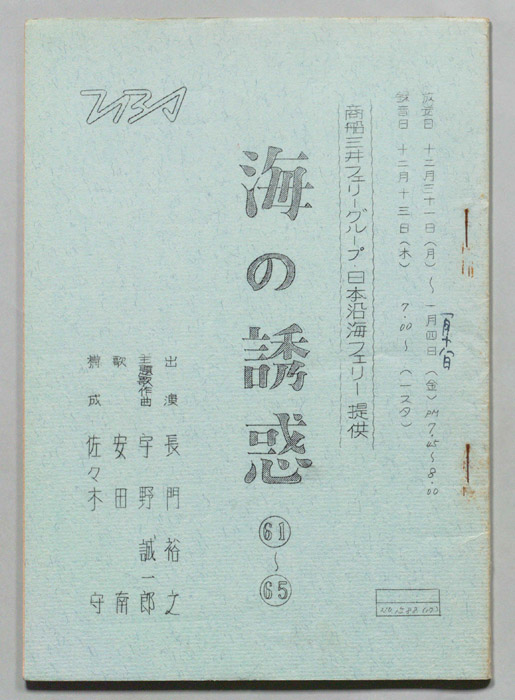 放送日 十二月三十一日(月)〜一月四日(金) PM 7.45〜8.00
録音日 十二月十三日(木) 7.00〜(一スタ)
商船三井フェリーグループ・日本沿海フェリー 提供
海の誘惑 61〜65
出演 長門裕之
主題歌作曲 宇野誠一郎
歌 安田南
構成 佐々木守